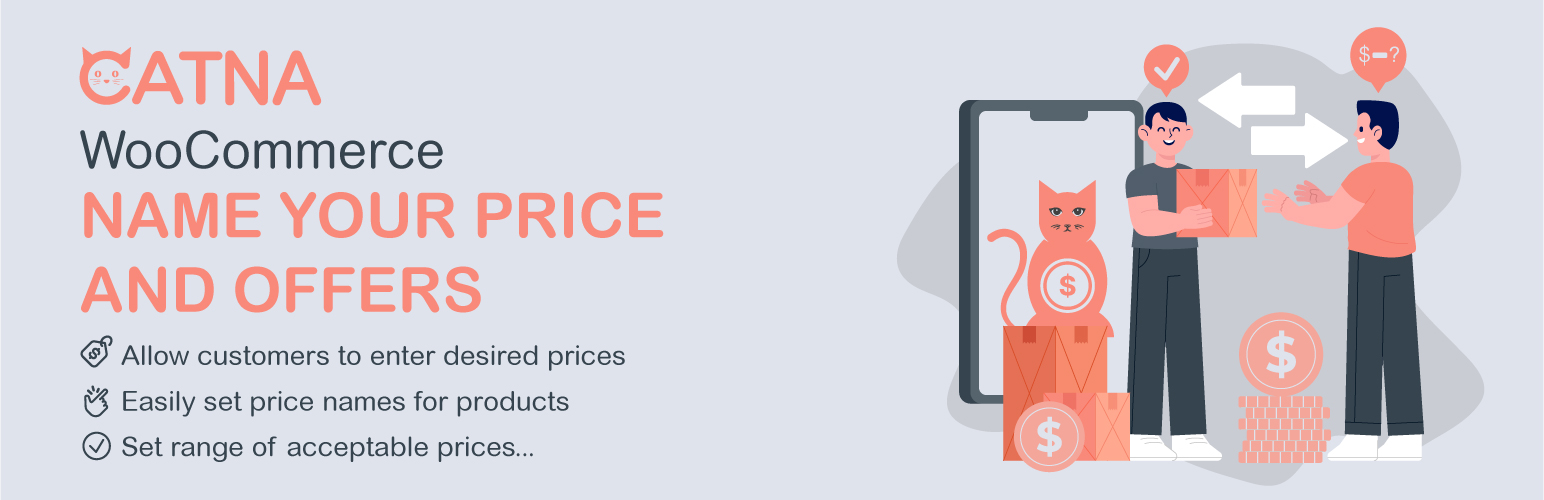 CATNA
WooCommerce
NAME YOUR PRICE
AND OFFERS
Allow customers to enter desired prices
Easily set price names for products
Set range of acceptable prices...
$-?
$
$
$